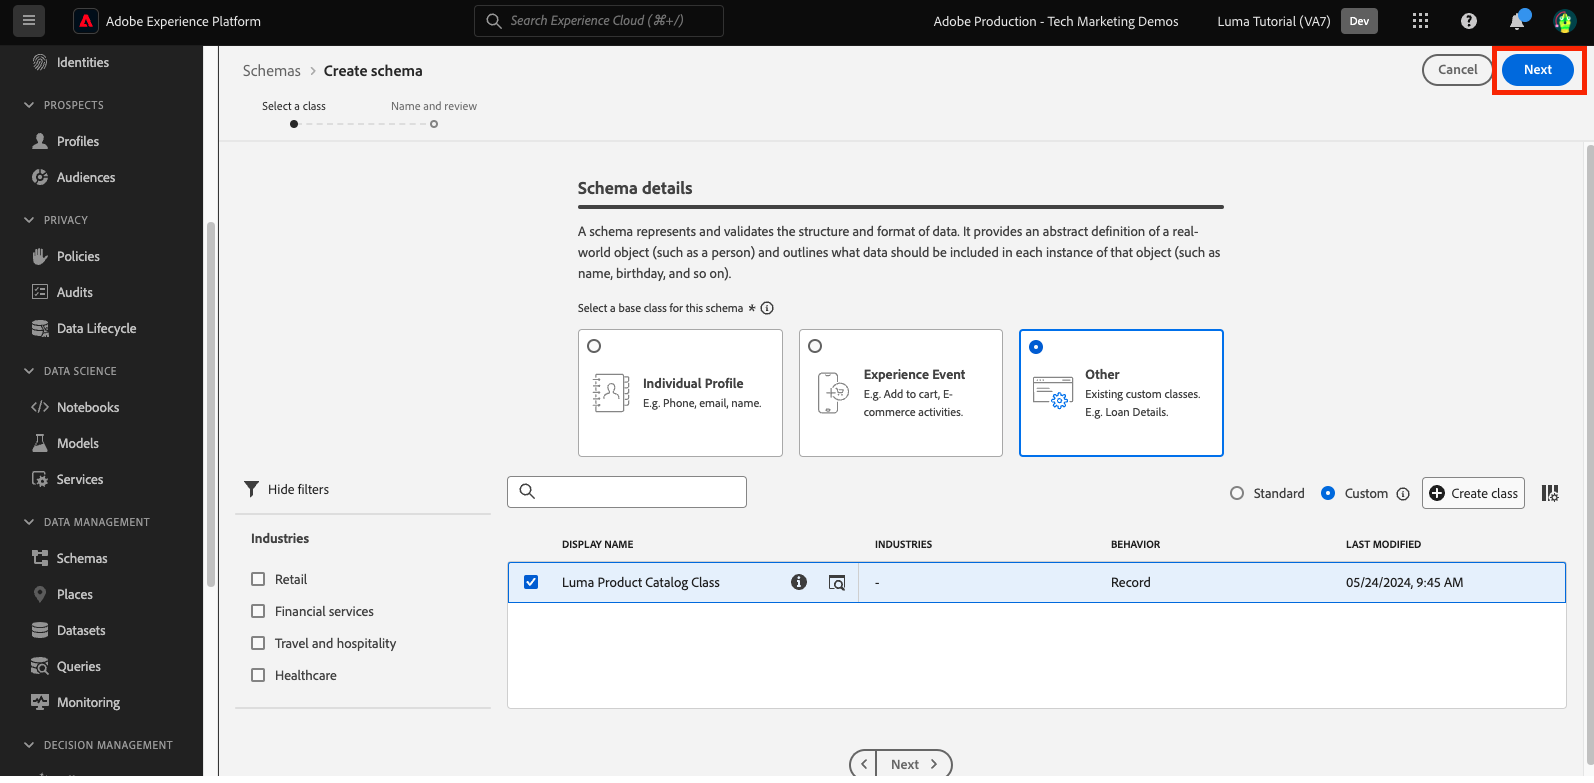 Adobe Experience Platform
Search Experience Cloud (⌘+/)
Adobe Production - Tech Marketing Demos
Luma Tutorial (VA7)
Dev
Identities
PROSPECTS
Profiles
Audiences
PRIVACY
Policies
Audits
Data Lifecycle
DATA SCIENCE
Notebooks
Models
Services
DATA MANAGEMENT
Schemas
Places
Datasets
Queries
Monitoring
DECISION MANAGEMENT
Schemas > Create schema
Cancel
Next
Select a class
Name and review
Schema details
A schema represents and validates the structure and format of data. It provides an abstract definition of a real-
world object (such as a person) and outlines what data should be included in each instance of that object (such as
name, birthday, and so on).
Select a base class for this schema *
Individual Profile
E.g. Phone, email, name.
Experience Event
E.g. Add to cart, E-
commerce activities.
Other
Existing custom classes.
E.g. Loan Details.
Hide filters
Industries
Retail
Financial services
Travel and hospitality
Healthcare
Standard
Custom
Create class
DISPLAY NAME INDUSTRIES BEHAVIOR LAST MODIFIED
Luma Product Catalog Class - Record 05/24/2024, 9:45 AM
Next